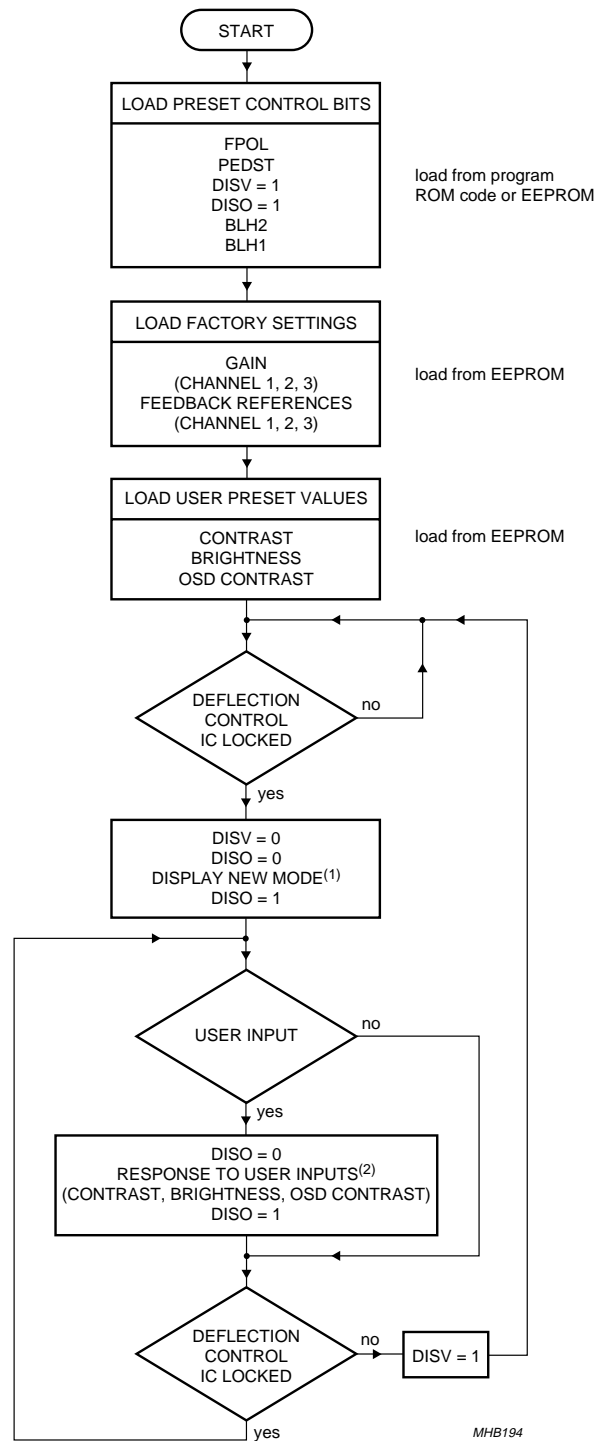 START
LOAD PRESET CONTROL BITS
FPOL
PEDST
DISV = 1
DISO = 1
BLH2
BLH1
load from program
ROM code or EEPROM
LOAD FACTORY SETTINGS
GAIN
(CHANNEL 1, 2, 3)
FEEDBACK REFERENCES
(CHANNEL 1, 2, 3)
load from EEPROM
LOAD USER PRESET VALUES
CONTRAST
BRIGHTNESS
OSD CONTRAST
load from EEPROM
DEFLECTION
CONTROL
IC LOCKED
no
yes
DISV = 0
DISO = 0
DISPLAY NEW MODE(1)
DISO = 1
USER INPUT
no
yes
DISO = 0
RESPONSE TO USER INPUTS(2)
(CONTRAST, BRIGHTNESS, OSD CONTRAST)
DISO = 1
DEFLECTION
CONTROL
IC LOCKED
no
DISV = 1
yes
MHB194